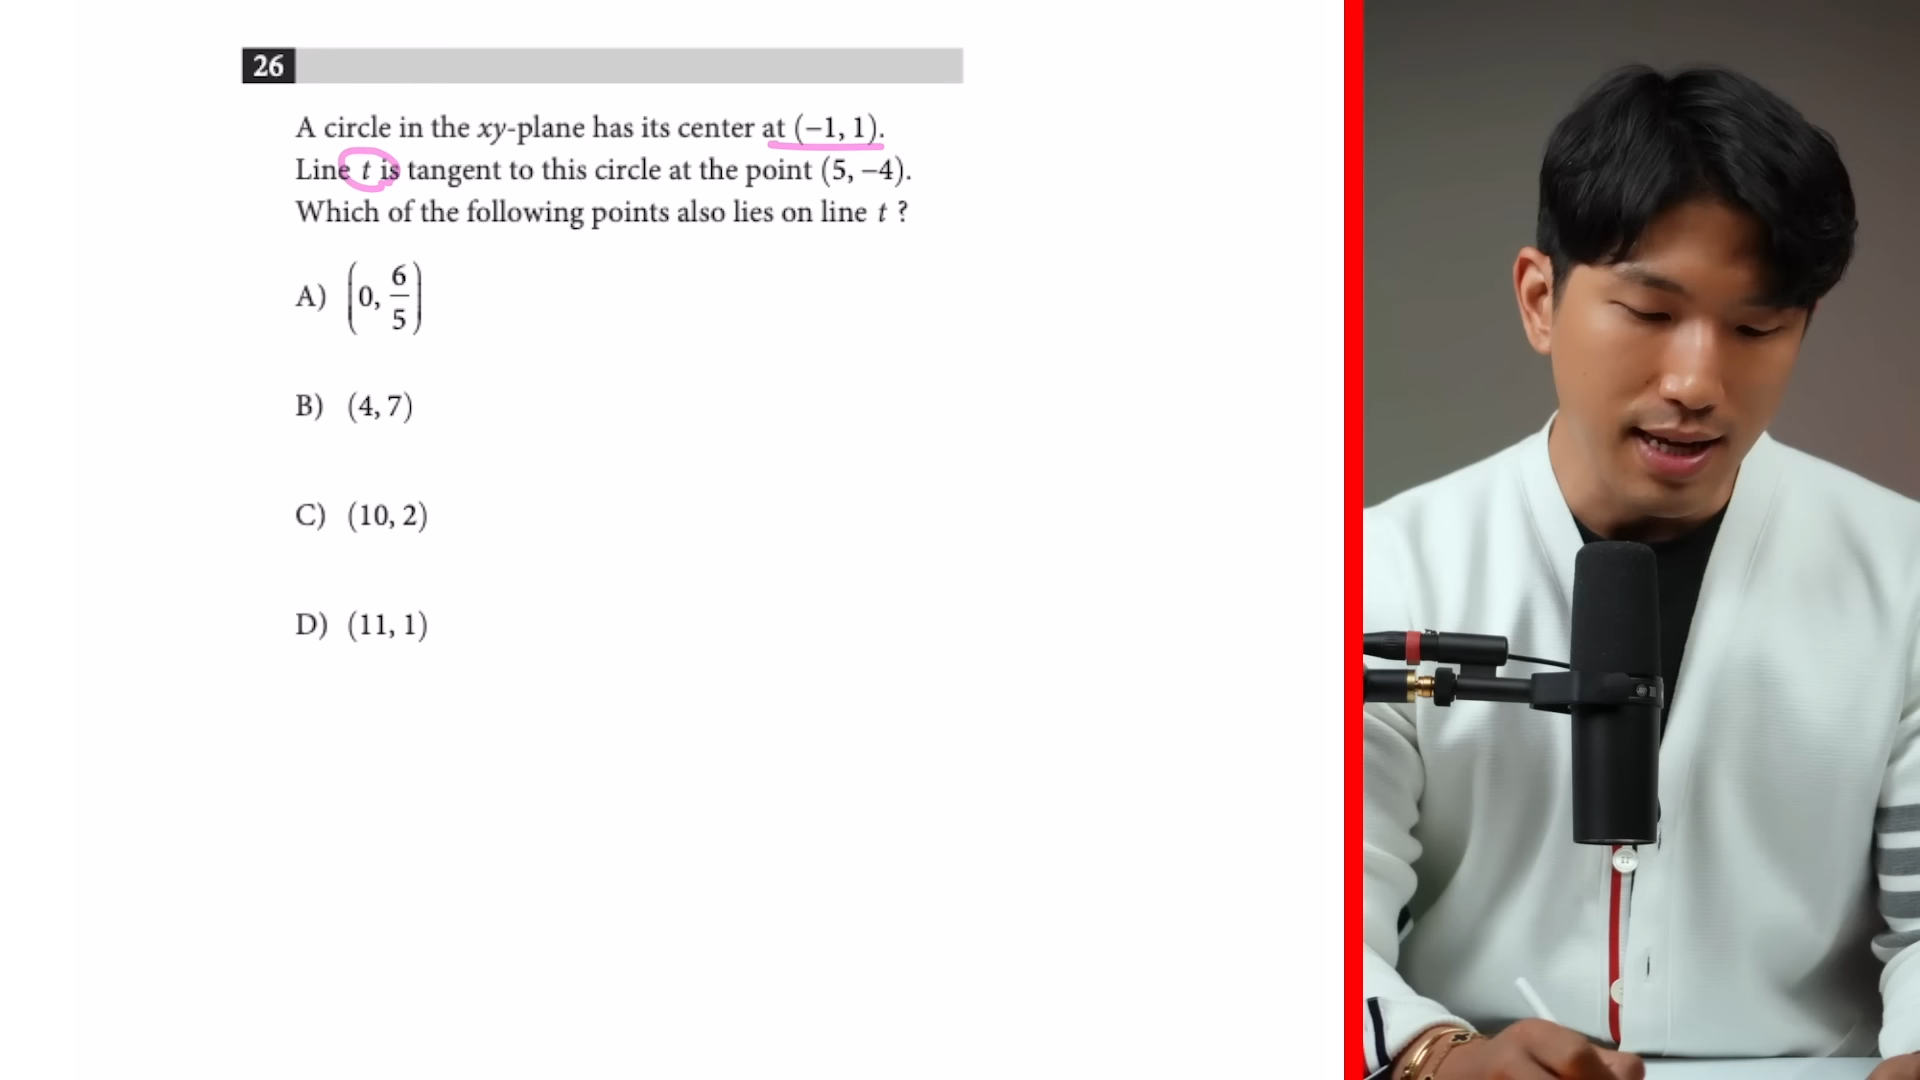 26
A circle in the xy-plane has its center at (−1, 1).
Line t is tangent to this circle at the point (5, −4).
Which of the following points also lies on line t ?
A) (0, 6/5)
B) (4, 7)
C) (10, 2)
D) (11, 1)